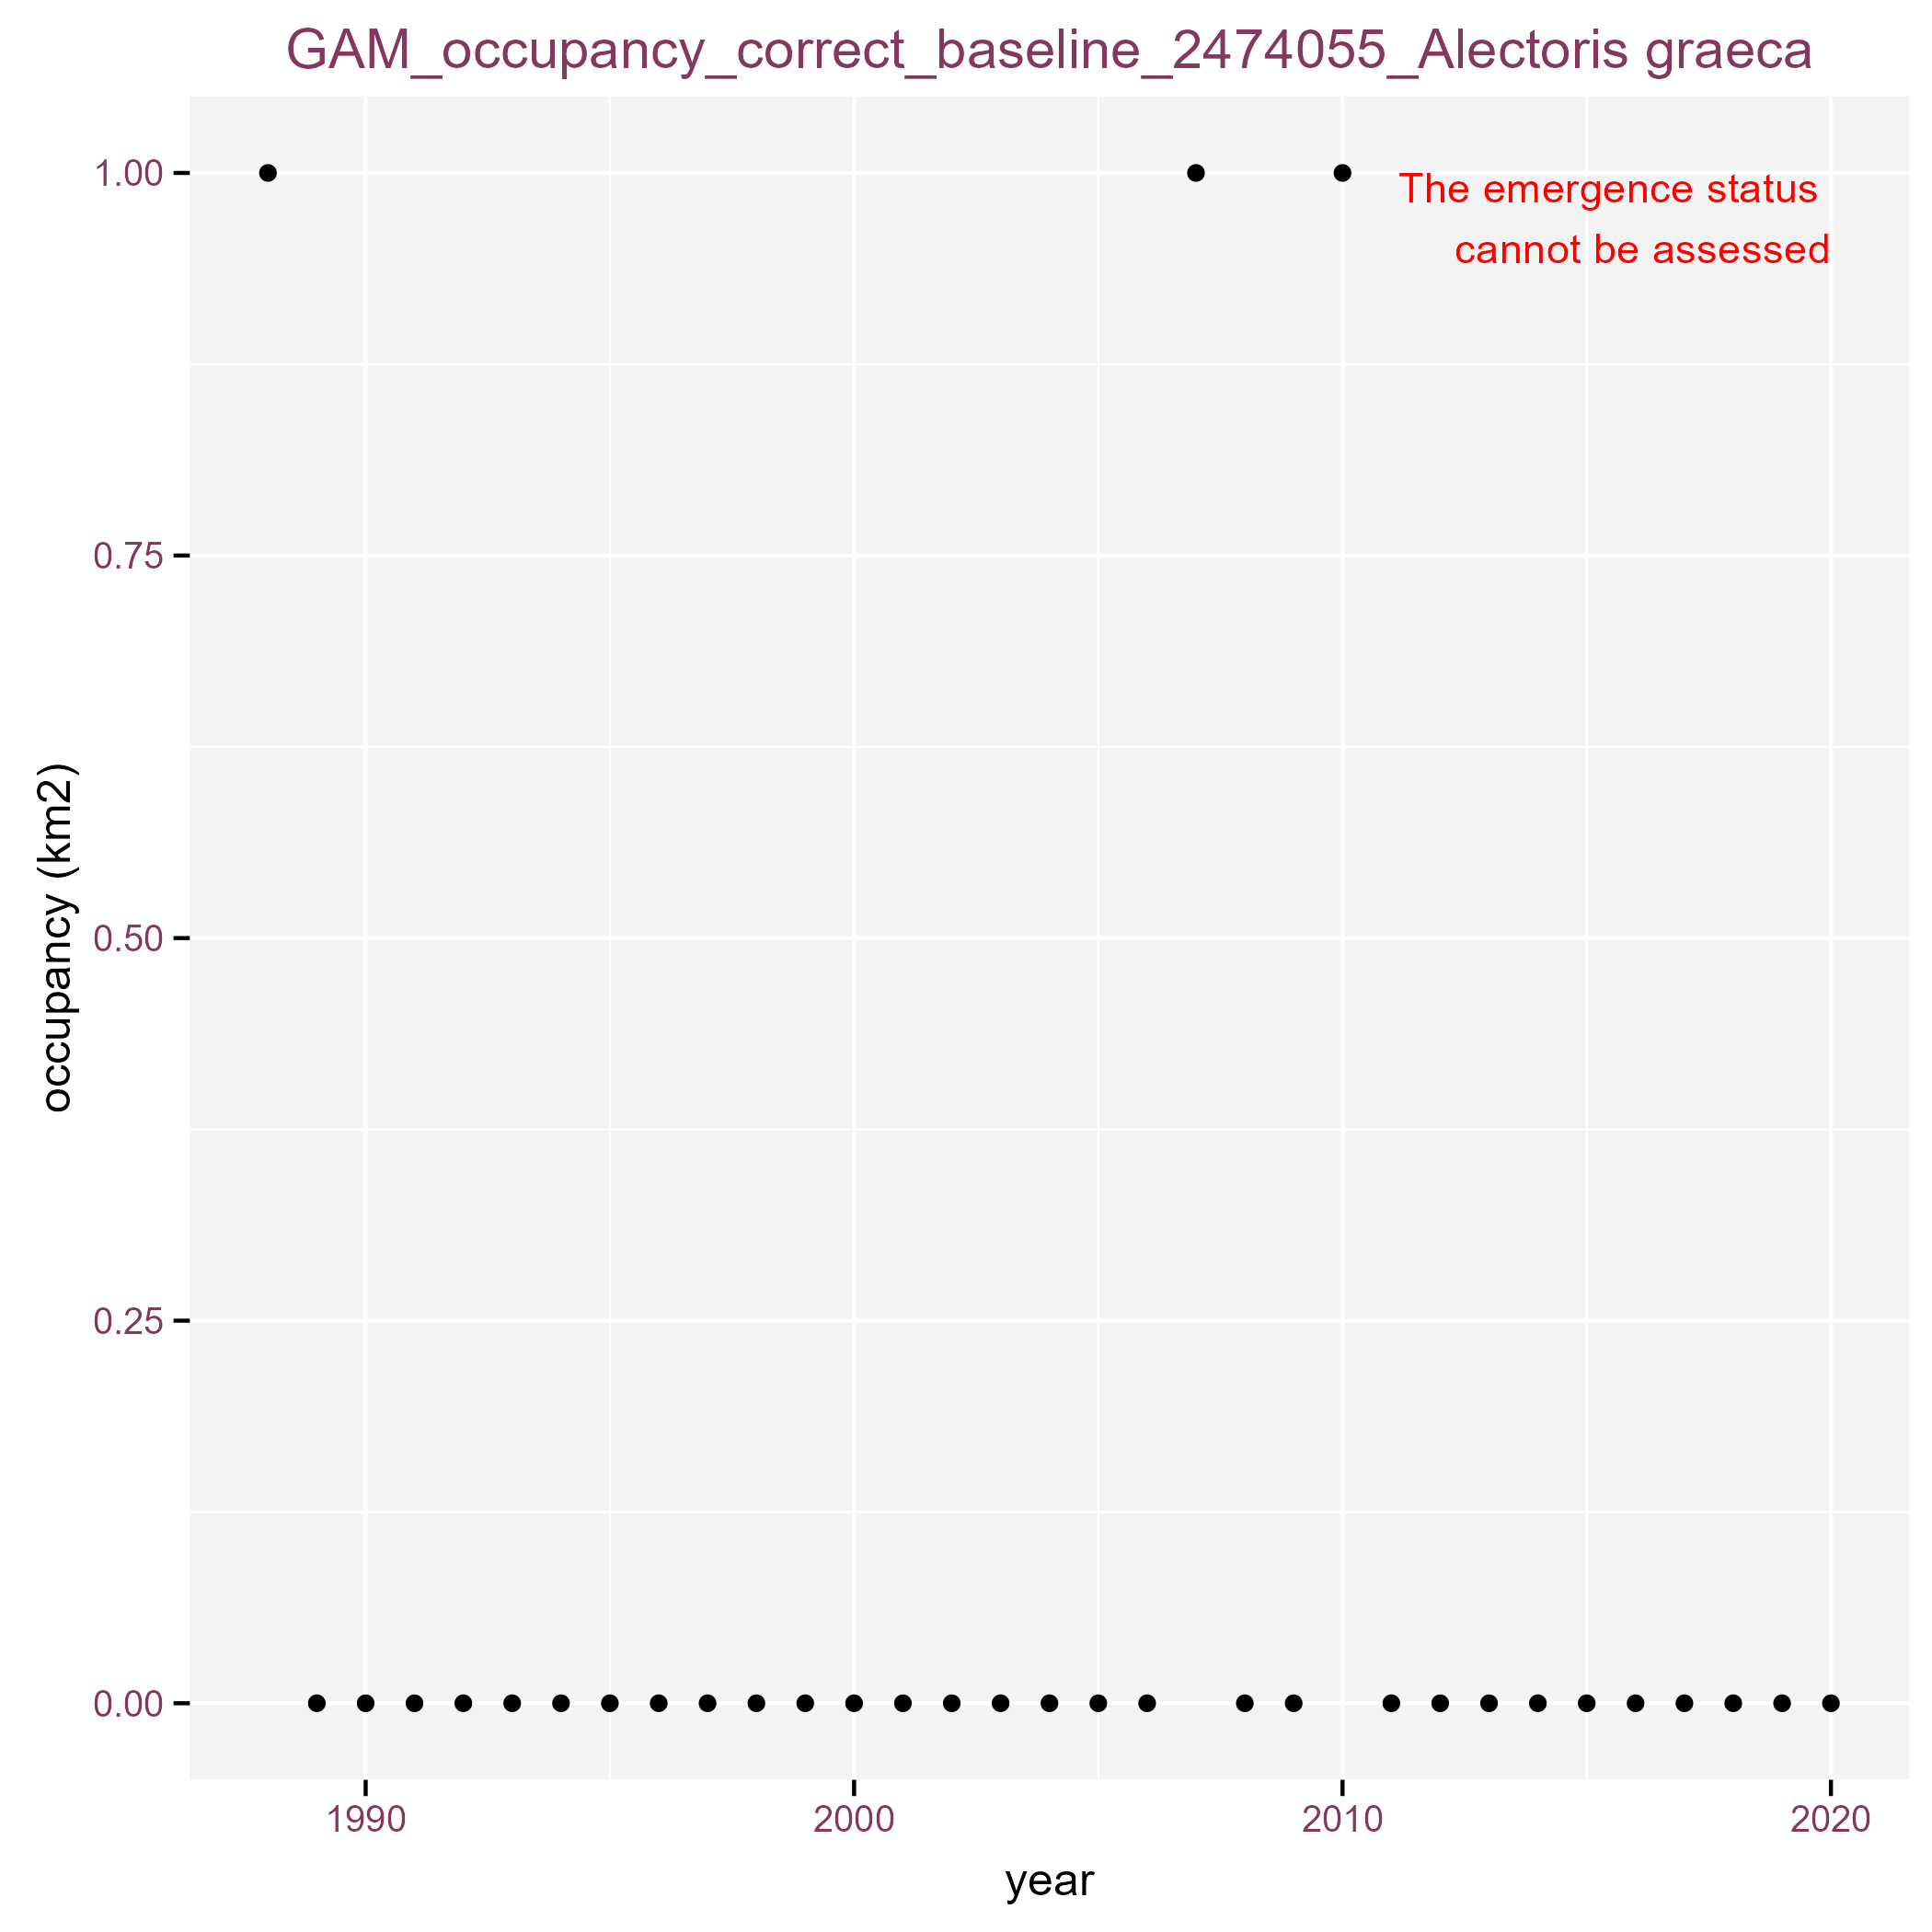 GAM_occupancy_correct_baseline_2474055_Alectoris graeca
1.00
The emergence status
cannot be assessed
0.75
0.50
0.25
0.00
occupancy (km2)
1990 2000 2010 2020
year